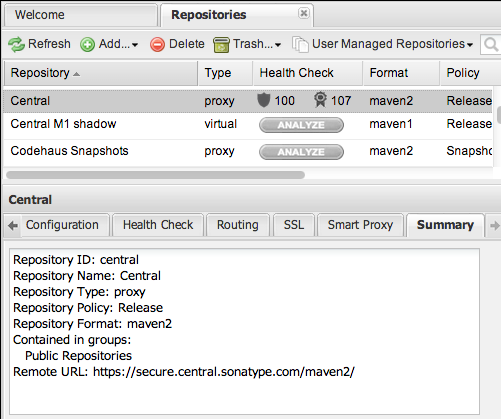 Welcome Repositories
Refresh Add... Delete Trash... User Managed Repositories
Repository Type Health Check Format Policy
Central proxy 100 107 maven2 Release
Central M1 shadow virtual ANALYZE maven1 Release
Codehaus Snapshots proxy ANALYZE maven2 Snapsho
Central
Configuration Health Check Routing SSL Smart Proxy Summary
Repository ID: central
Repository Name: Central
Repository Type: proxy
Repository Policy: Release
Repository Format: maven2
Contained in groups:
Public Repositories
Remote URL: https://secure.central.sonatype.com/maven2/